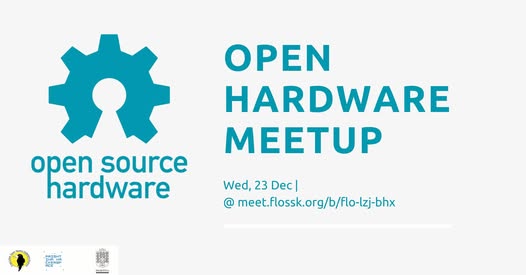 open source
hardware
OPEN
HARDWARE
MEETUP
Wed, 23 Dec |
@ meet.flossk.org/b/flo-lzj-bhx